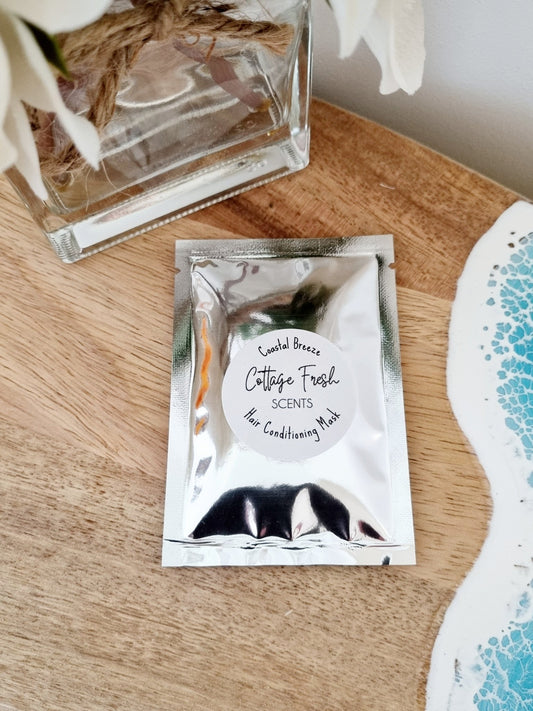 Coastal Breeze
Cottage Fresh
SCENTS
Hair Conditioning Mask